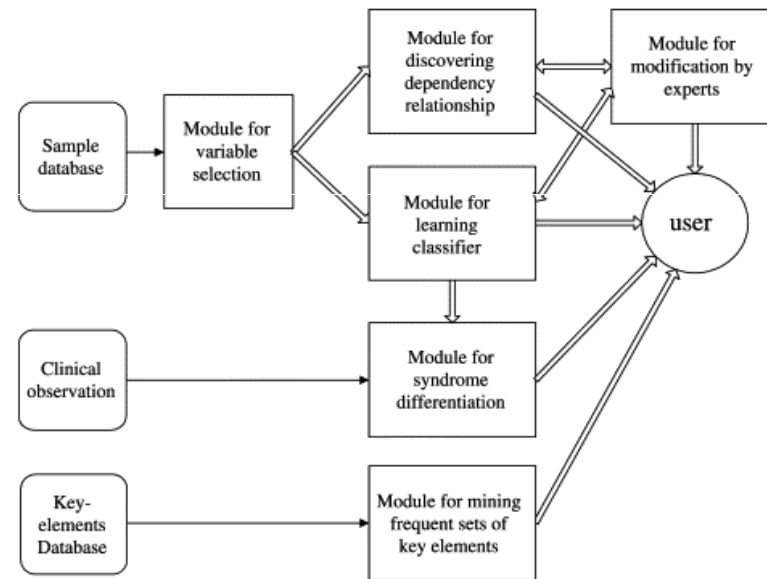 Module for
discovering
dependency
relationship
Module for
modification by
experts
Sample
database
Module for
variable
selection
Module for
learning
classifier
user
Clinical
observation
Module for
syndrome
differentiation
Key-
elements
Database
Module for mining
frequent sets of
key elements